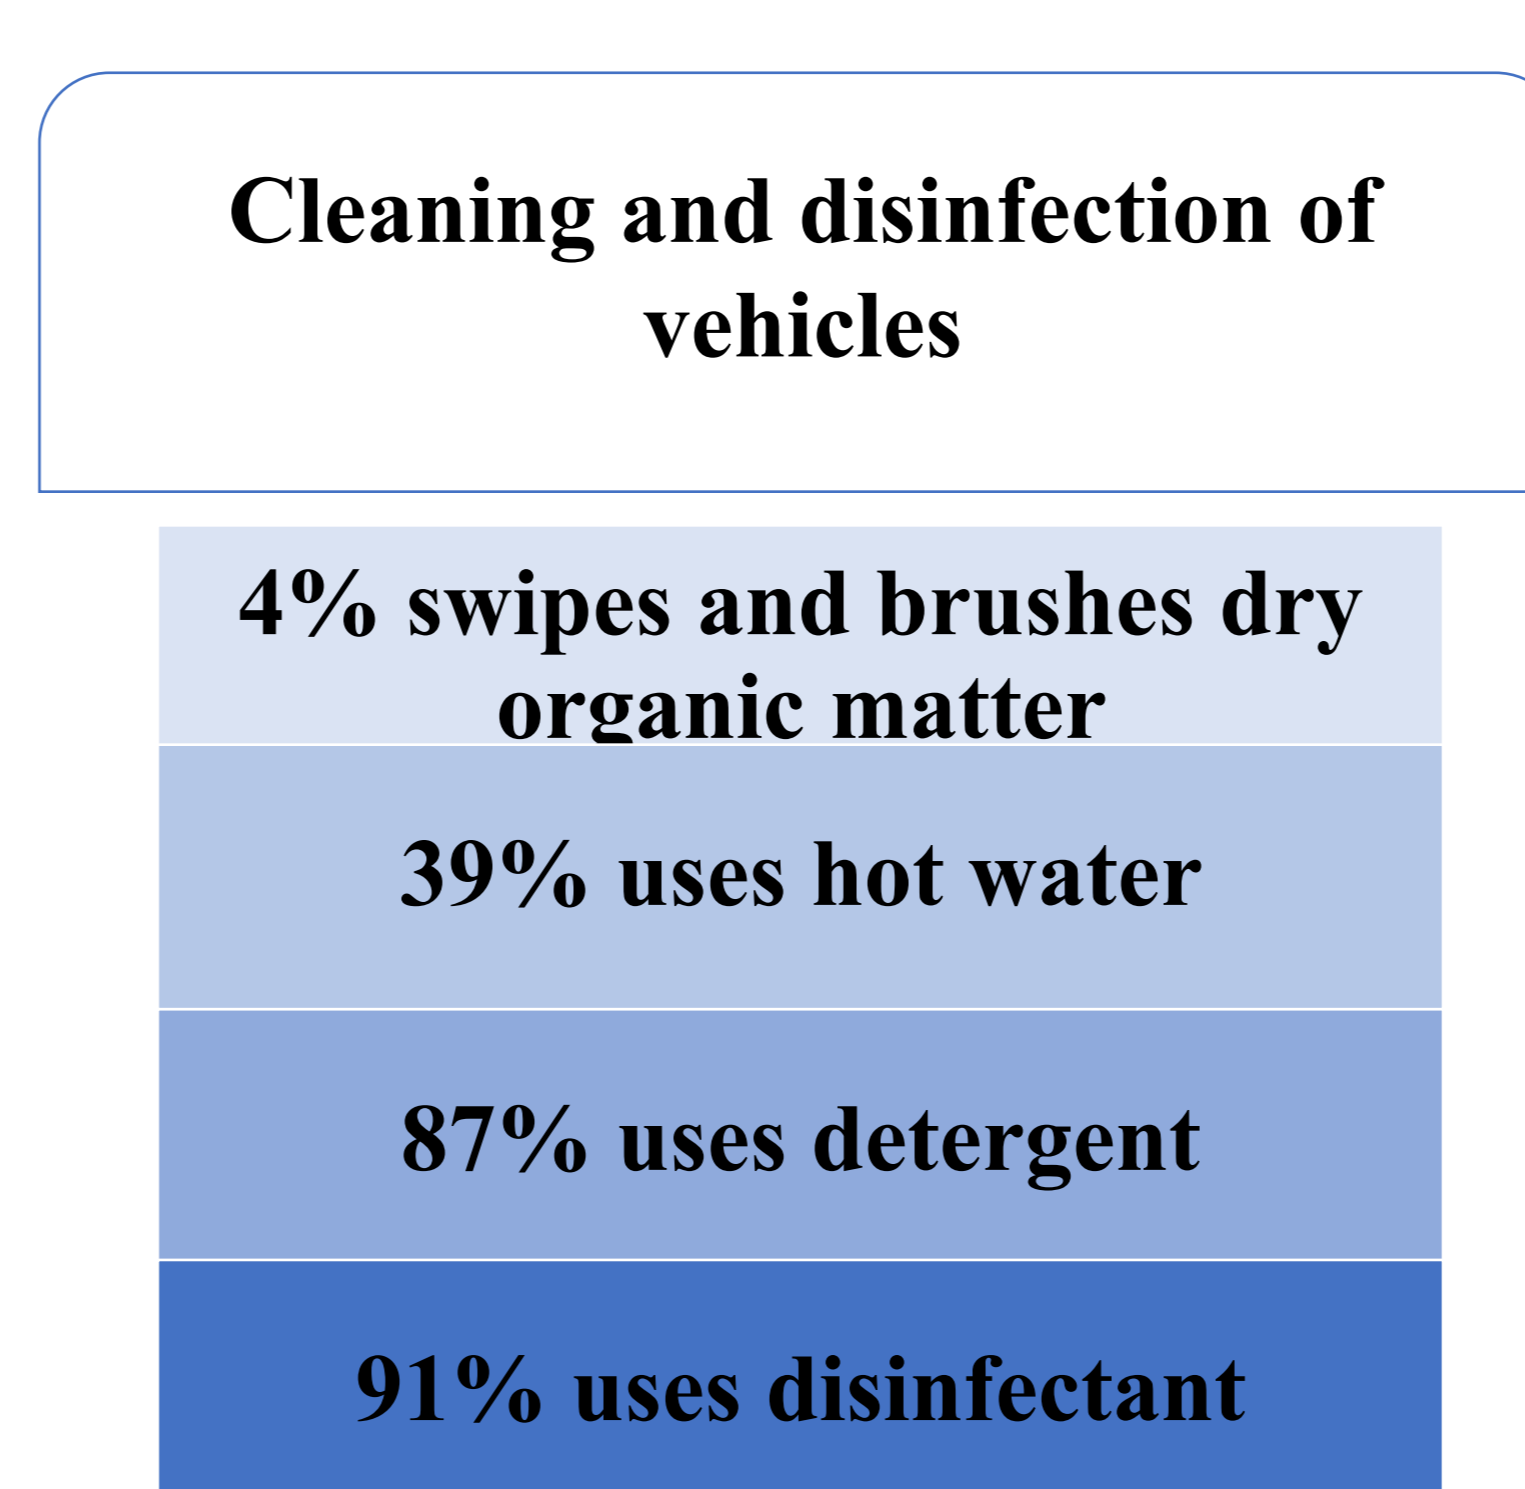 Cleaning and disinfection of
vehicles
4% swipes and brushes dry
organic matter
39% uses hot water
87% uses detergent
91% uses disinfectant